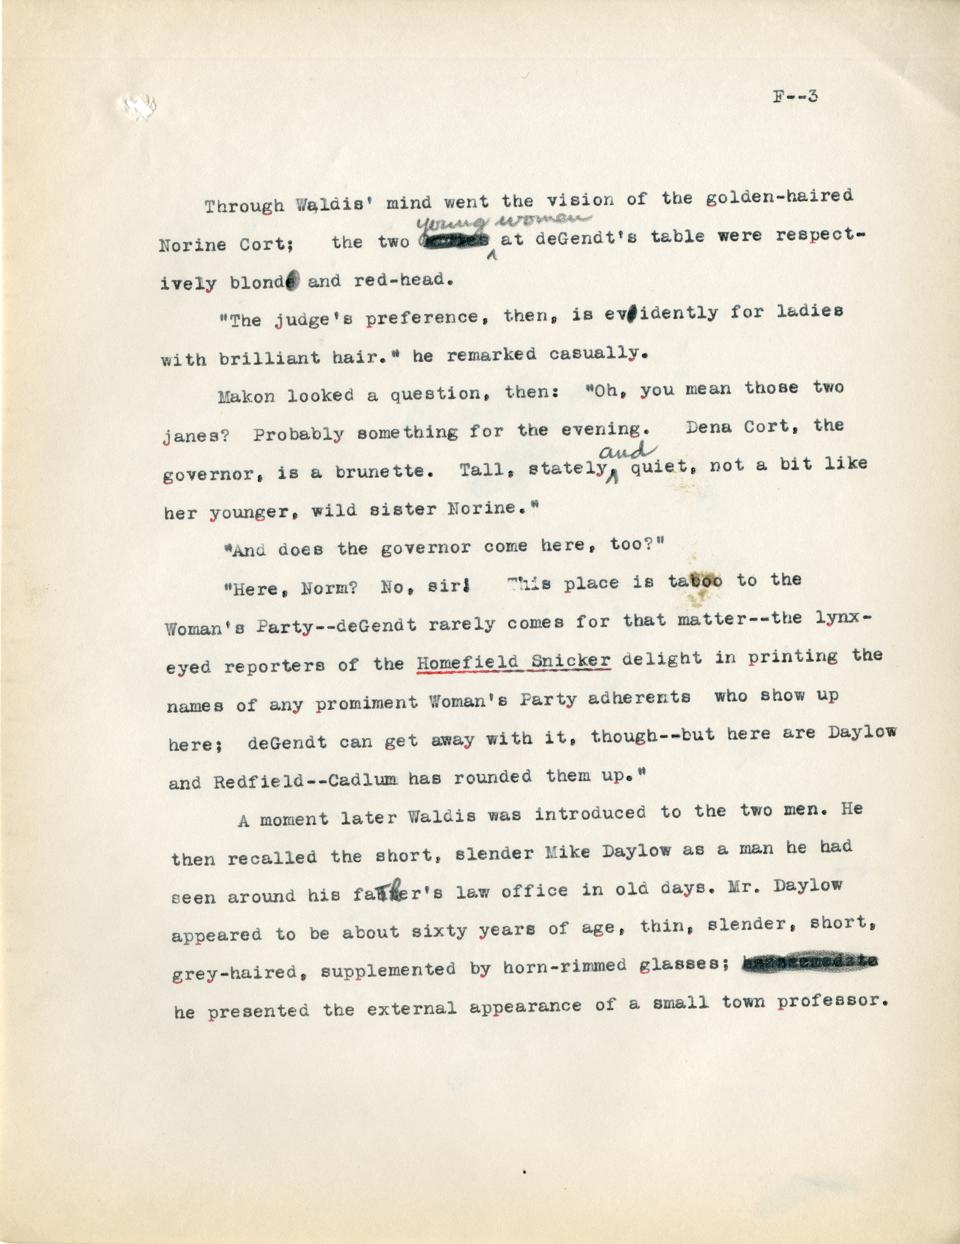 F--3
Through Waldis' mind went the vision of the golden-haired
young women
Norine Cort; the two at deGendt's table were respect-
ively blond and red-head.
"The judge's preference, then, is evidently for ladies
with brilliant hair." he remarked casually.
Makon looked a question, then: "Oh, you mean those two
janes? Probably something for the evening. Dena Cort, the
and
governor, is a brunette. Tall, stately, quiet, not a bit like
her younger, wild sister Norine."
"And does the governor come here, too?"
"Here, Norm? No, sir! This place is taboo to the
Woman's Party--deGendt rarely comes for that matter--the lynx-
eyed reporters of the Homefield Snicker delight in printing the
names of any promiment Woman's Party adherents who show up
here; deGendt can get away with it, though--but here are Daylow
and Redfield--Cadlum has rounded them up."
A moment later Waldis was introduced to the two men. He
then recalled the short, slender Mike Daylow as a man he had
seen around his father's law office in old days. Mr. Daylow
appeared to be about sixty years of age, thin, slender, short,
grey-haired, supplemented by horn-rimmed glasses;
he presented the external appearance of a small town professor.